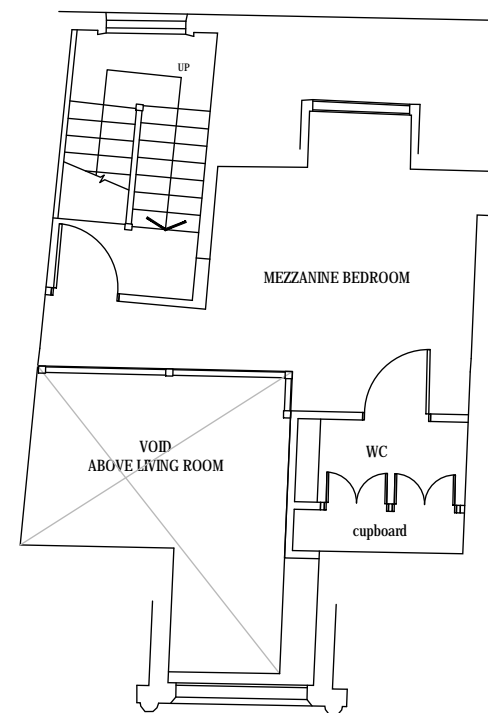 UP
MEZZANINE BEDROOM
VOID
ABOVE LIVING ROOM
WC
cupboard